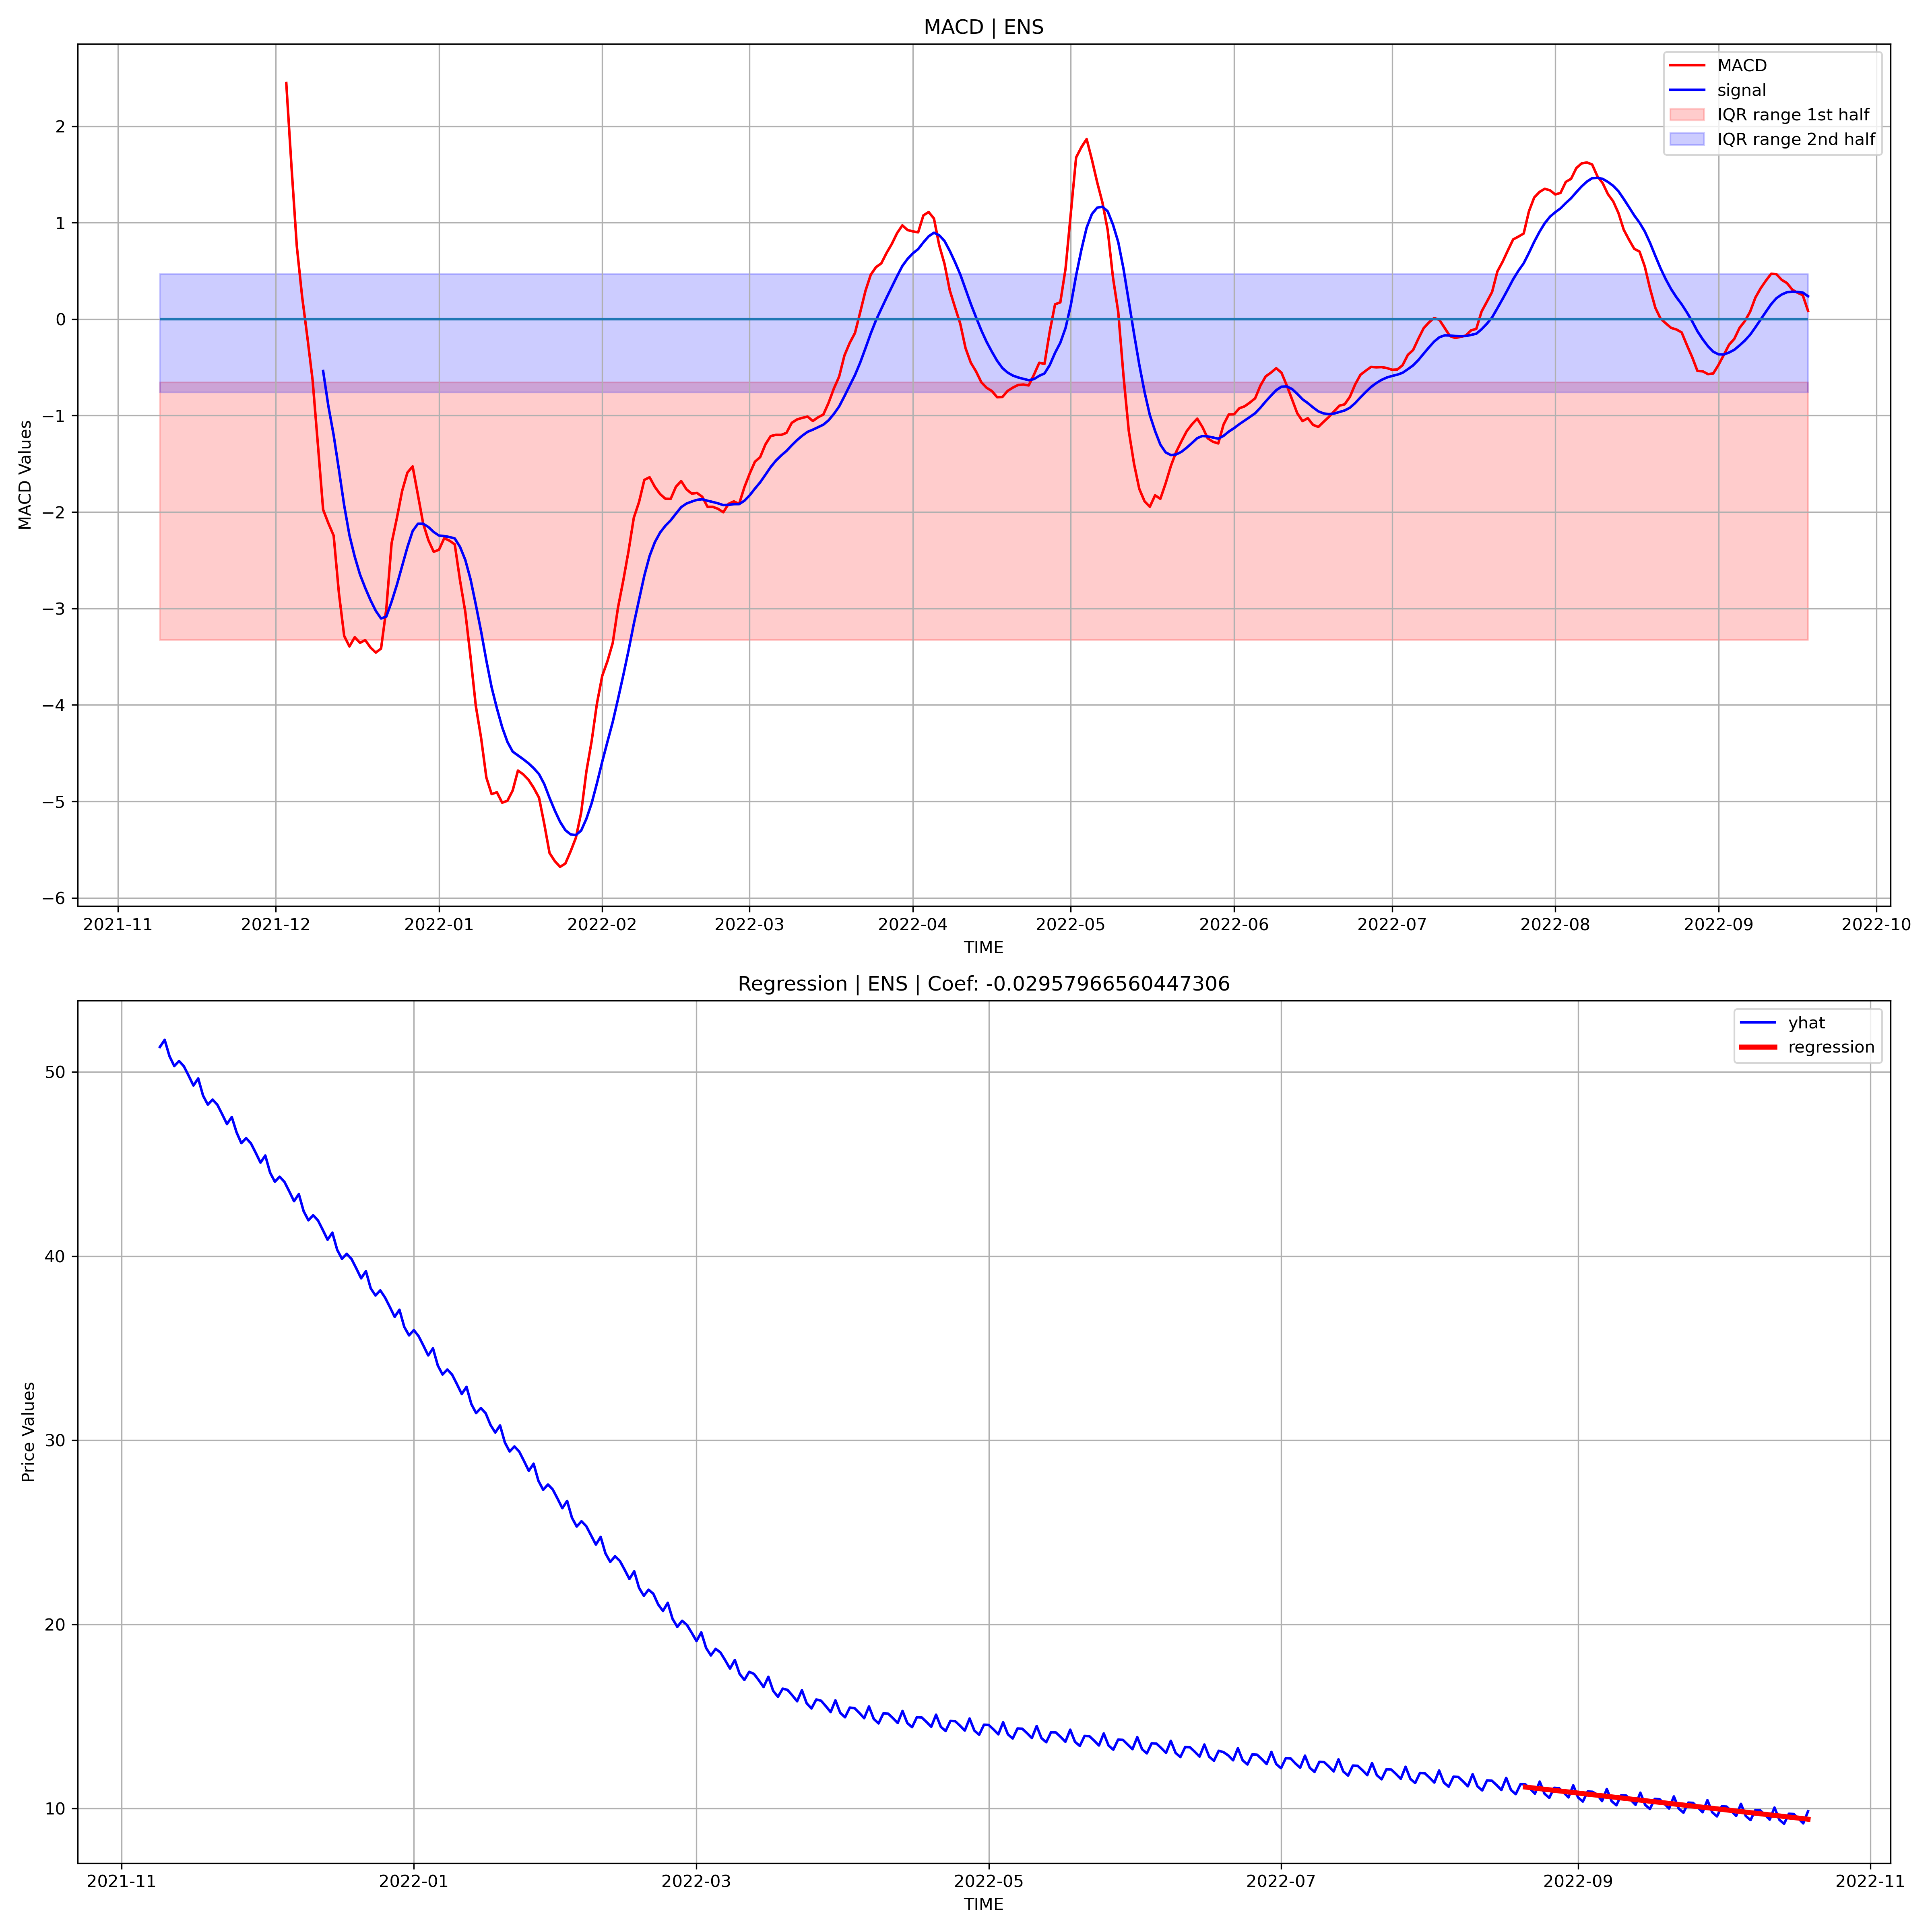 MACD | ENS
MACD
signal
IQR range 1st half
IQR range 2nd half
2
1
0
−1
−2
−3
−4
−5
−6
MACD Values
2021-11 2021-12 2022-01 2022-02 2022-03 2022-04 2022-05 2022-06 2022-07 2022-08 2022-09 2022-10
TIME
Regression | ENS | Coef: -0.02957966560447306
yhat
regression
50
40
30
20
10
Price Values
2021-11 2022-01 2022-03 2022-05 2022-07 2022-09 2022-11
TIME